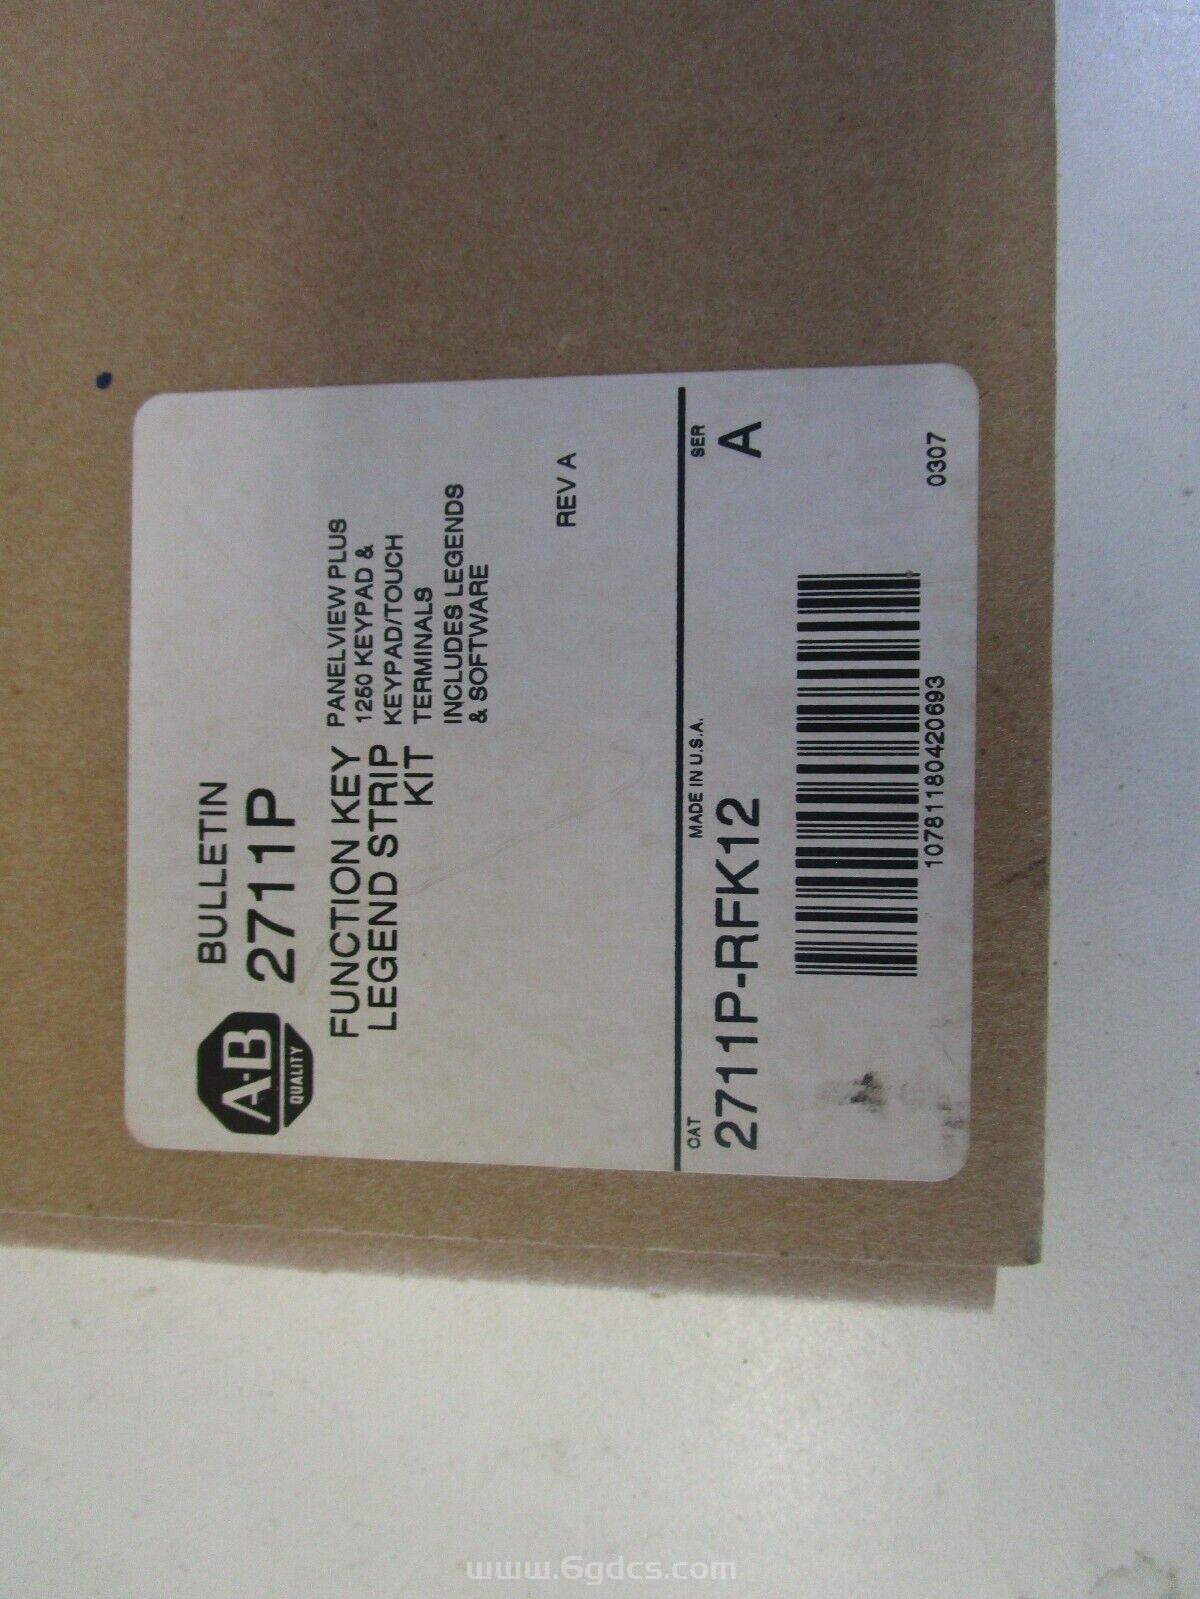 A-B
QUALITY
BULLETIN
2711P
FUNCTION KEY
LEGEND STRIP
KIT
PANELVIEW PLUS
1250 KEYPAD &
KEYPAD/TOUCH
TERMINALS
INCLUDES LEGENDS
& SOFTWARE
REV A
CAT
MADE IN U.S.A.
SER
2711P-RFK12
A
10781180420693
0307
www.6gdcs.com